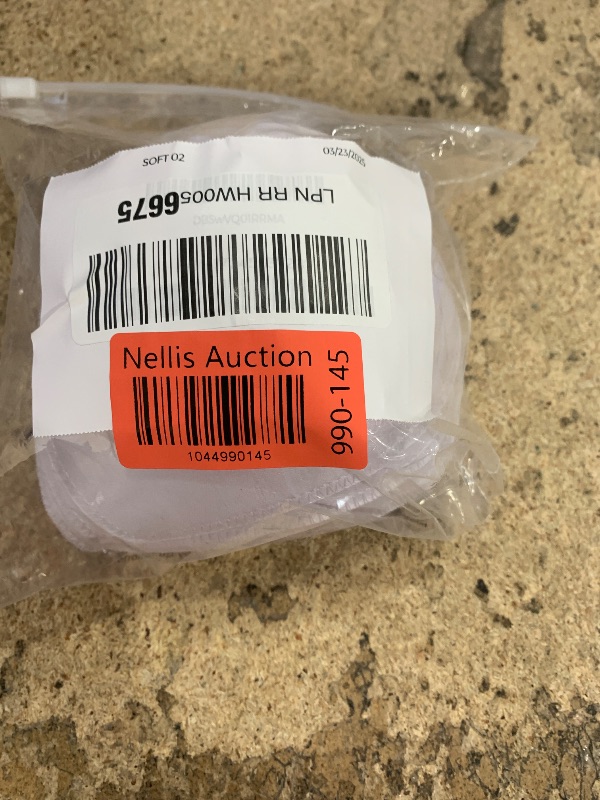 SOFT 02
03/23/2025
LPN RR HW0056675
Nellis Auction
990-145
1044990145